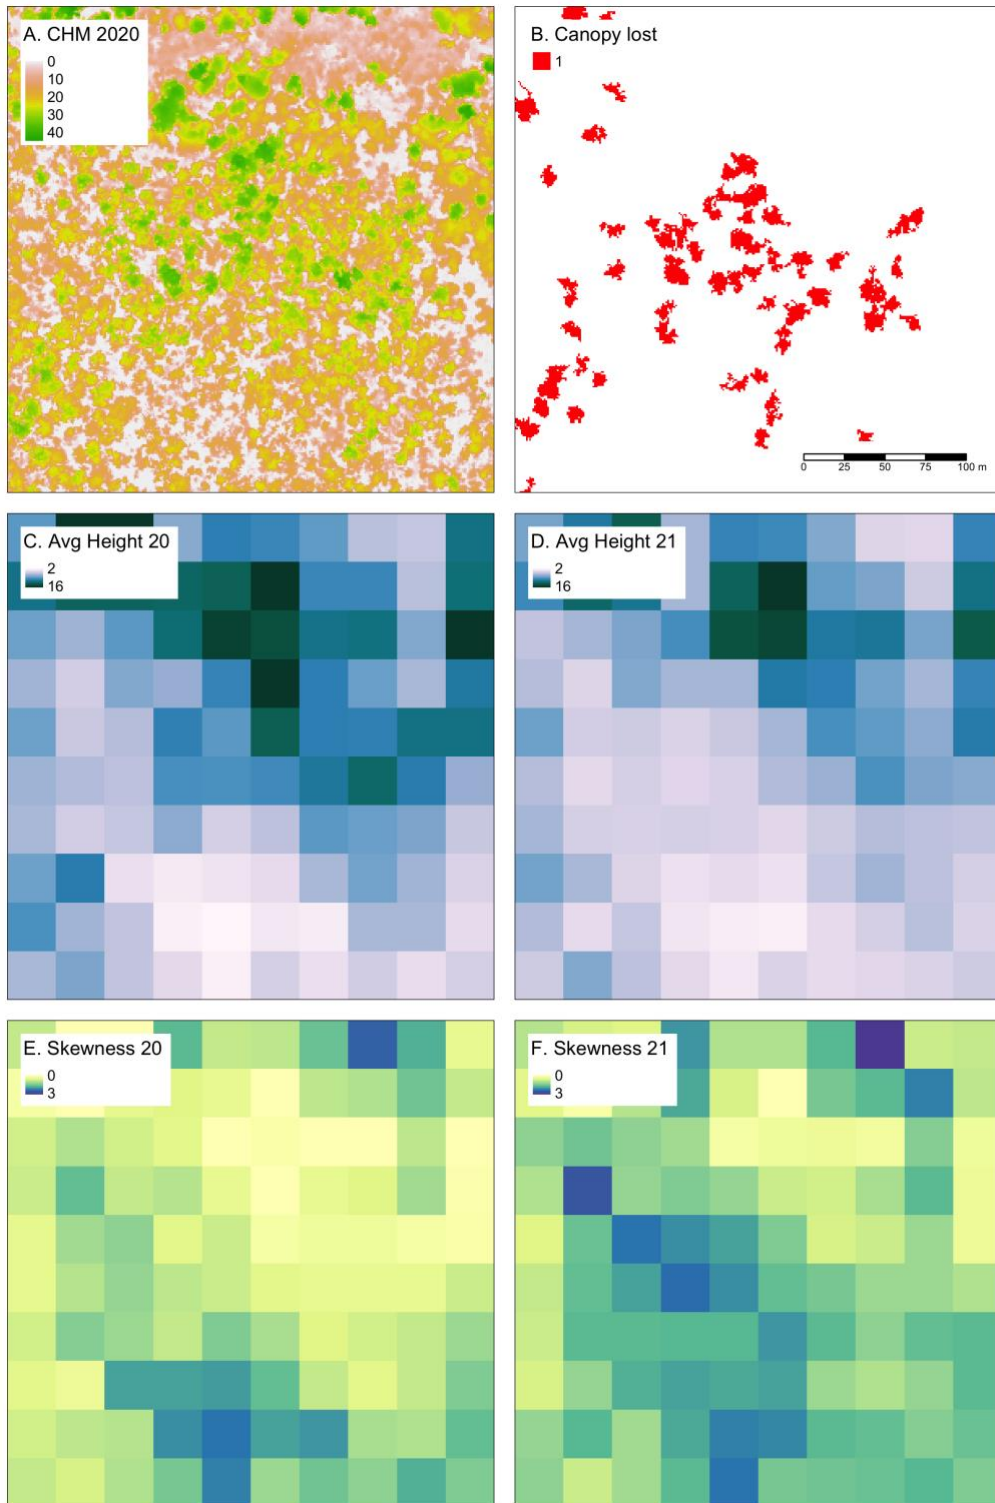 A. CHM 2020
0
10
20
30
40
B. Canopy lost
1
0 25 50 75 100 m
C. Avg Height 20
2
16
D. Avg Height 21
2
16
E. Skewness 20
0
3
F. Skewness 21
0
3